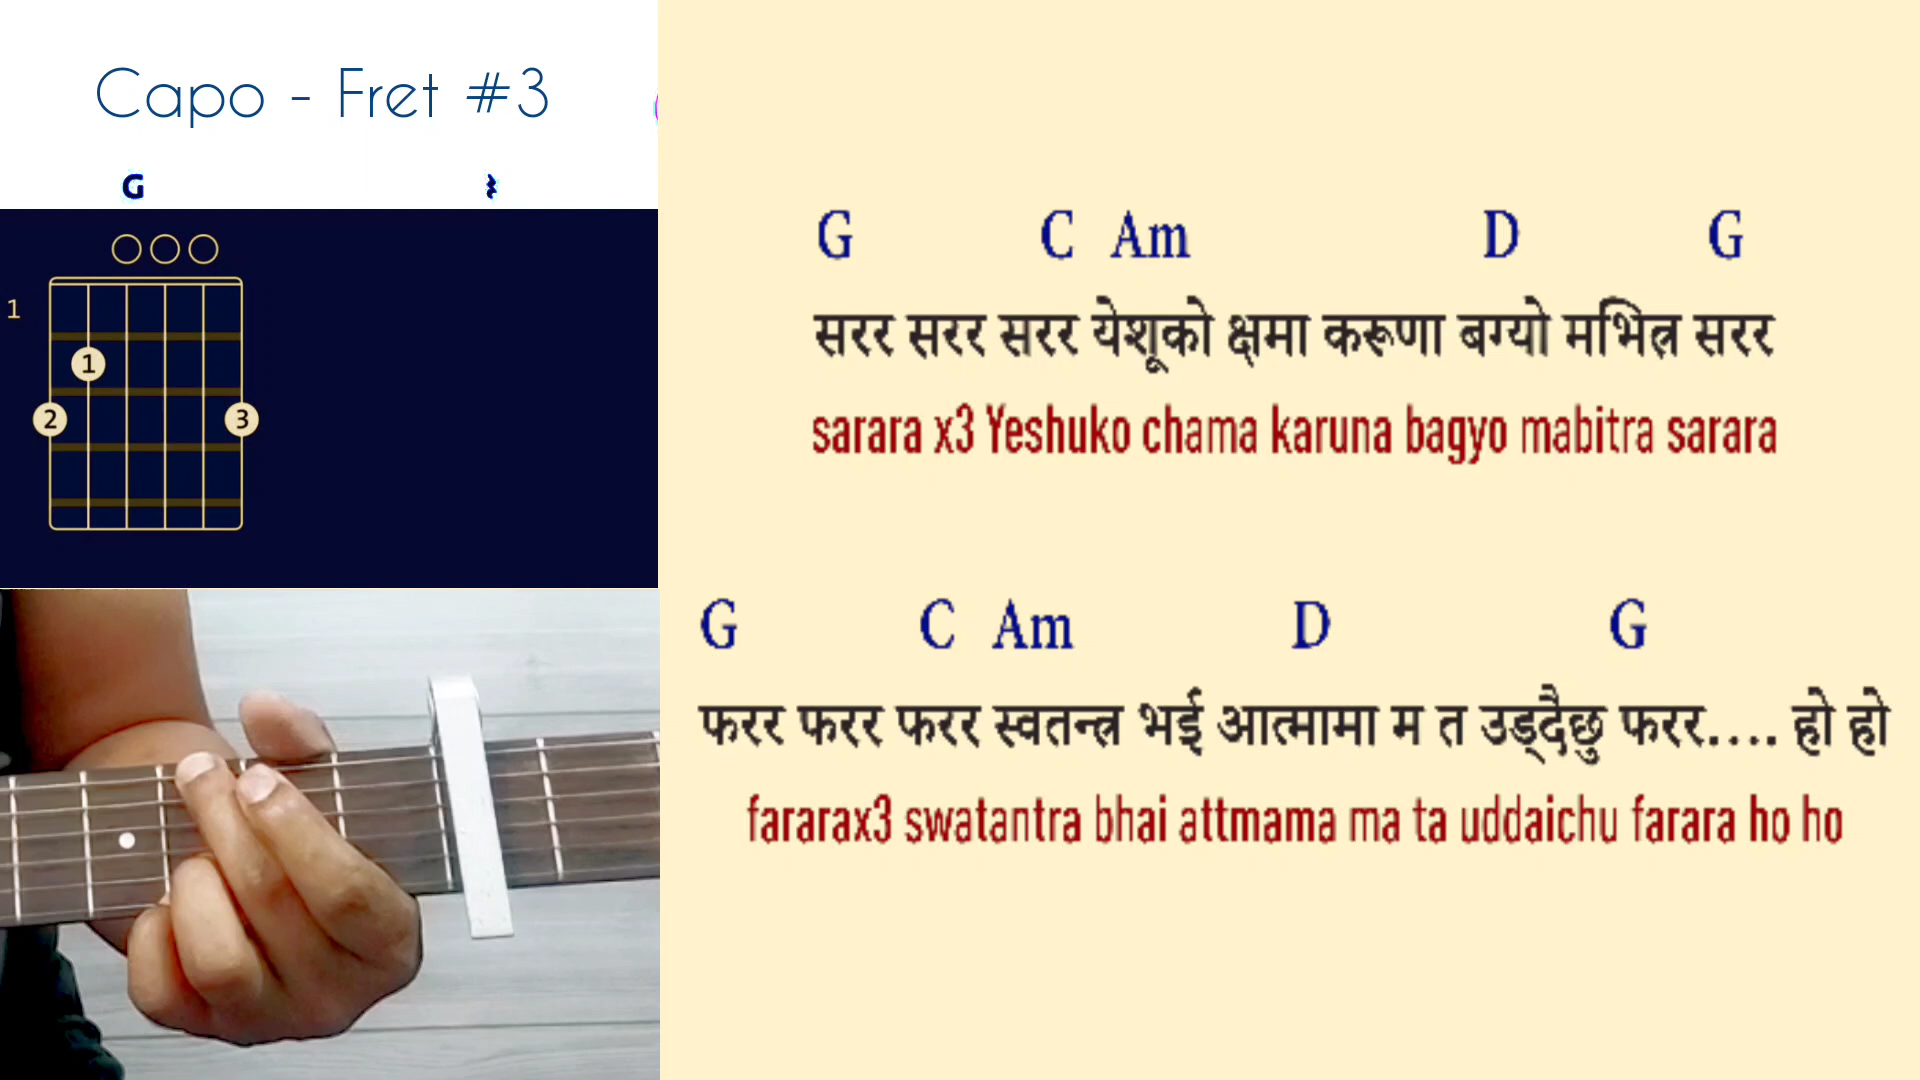 Capo - Fret #3
G
1
1
2 3
G C Am D G
सरर सरर सरर येशूको क्षमा करूणा बग्यो मभित्र सरर
sarara x3 Yeshuko chama karuna bagyo mabitra sarara
G C Am D G
फरर फरर फरर स्वतन्त्र भई आत्मामा म त उड्दैछु फरर.... हो हो
fararax3 swatantra bhai attmama ma ta uddaichu farara ho ho